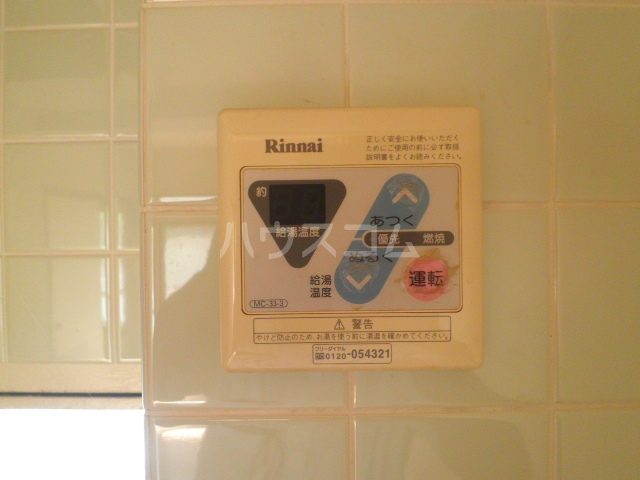 Rinnai
正しく安全にお使いいただく
ためにご使用の前に必ず取扱
説明書をよくお読みください。
約
給湯温度
あつく
優先 燃焼
ぬるく
給湯
温度
運転
MC-33-2
⚠ 警告
やけど防止のため、お湯を使う前に湯温を確かめてください。
フリーダイヤル
0120-054321
ハウスコム